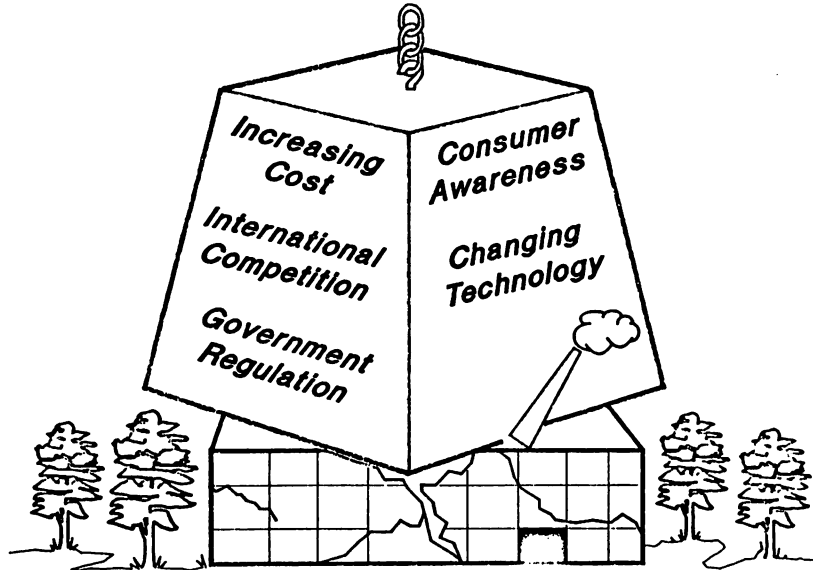 Increasing
Cost
International
Competition
Government
Regulation
Consumer
Awareness
Changing
Technology